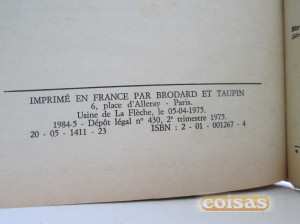 IMPRIMÉ EN FRANCE PAR BRODARD ET TAUPIN
6, place d'Alleray - Paris.
Usine de La Flèche, le 05-04-1975.
1984-5 - Dépôt légal n° 430, 2e trimestre 1975.
20 - 05 - 1411 - 23 ISBN : 2 - 01 - 001267 - 4
coisas